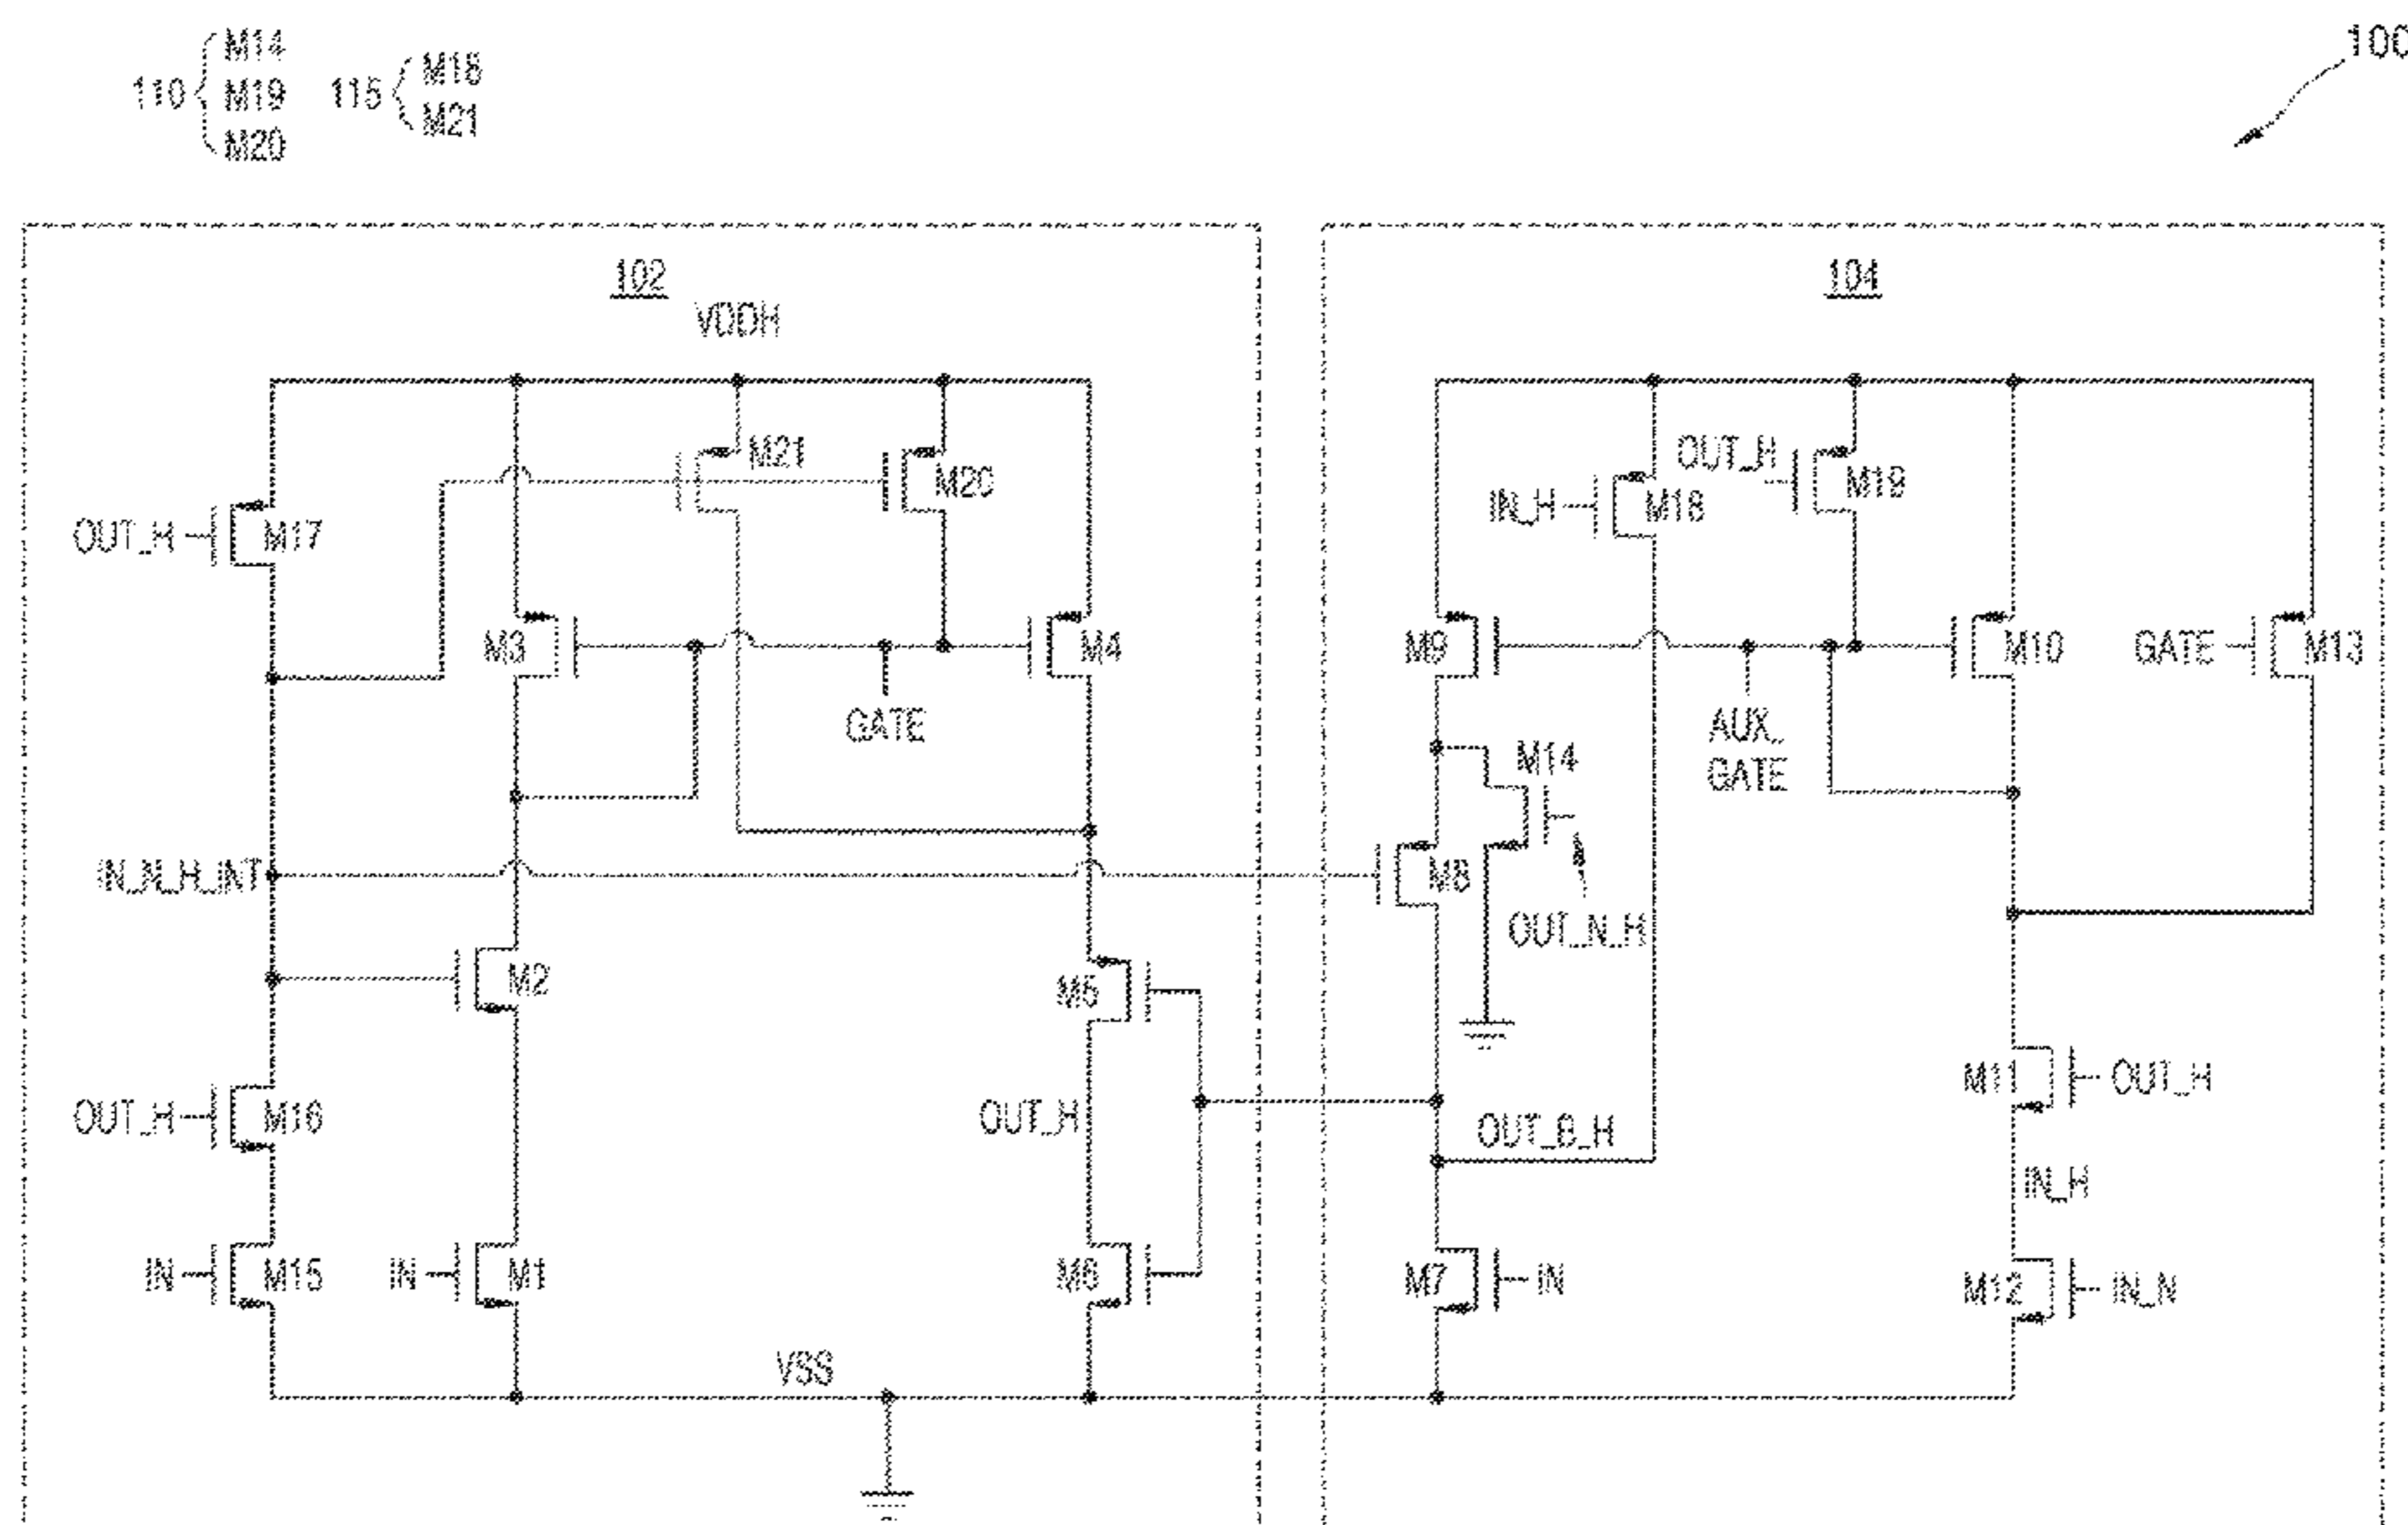 100
110 { M14
M19
M20
115 { M18
M21
102
VDDH
104
M21
M20
OUT_H
M17
M3
M4
GATE
IN_N_H_INT
M2
M5
OUT_H
M16
OUT_H
IN
M15
IN
M1
M6
VSS
OUT_H
M19
IN_H
M18
M9
M10
GATE
M13
AUX_
GATE
M14
M8
OUT_N_H
M11
OUT_H
OUT_B_H
IN_H
M7
IN
M12
IN_N